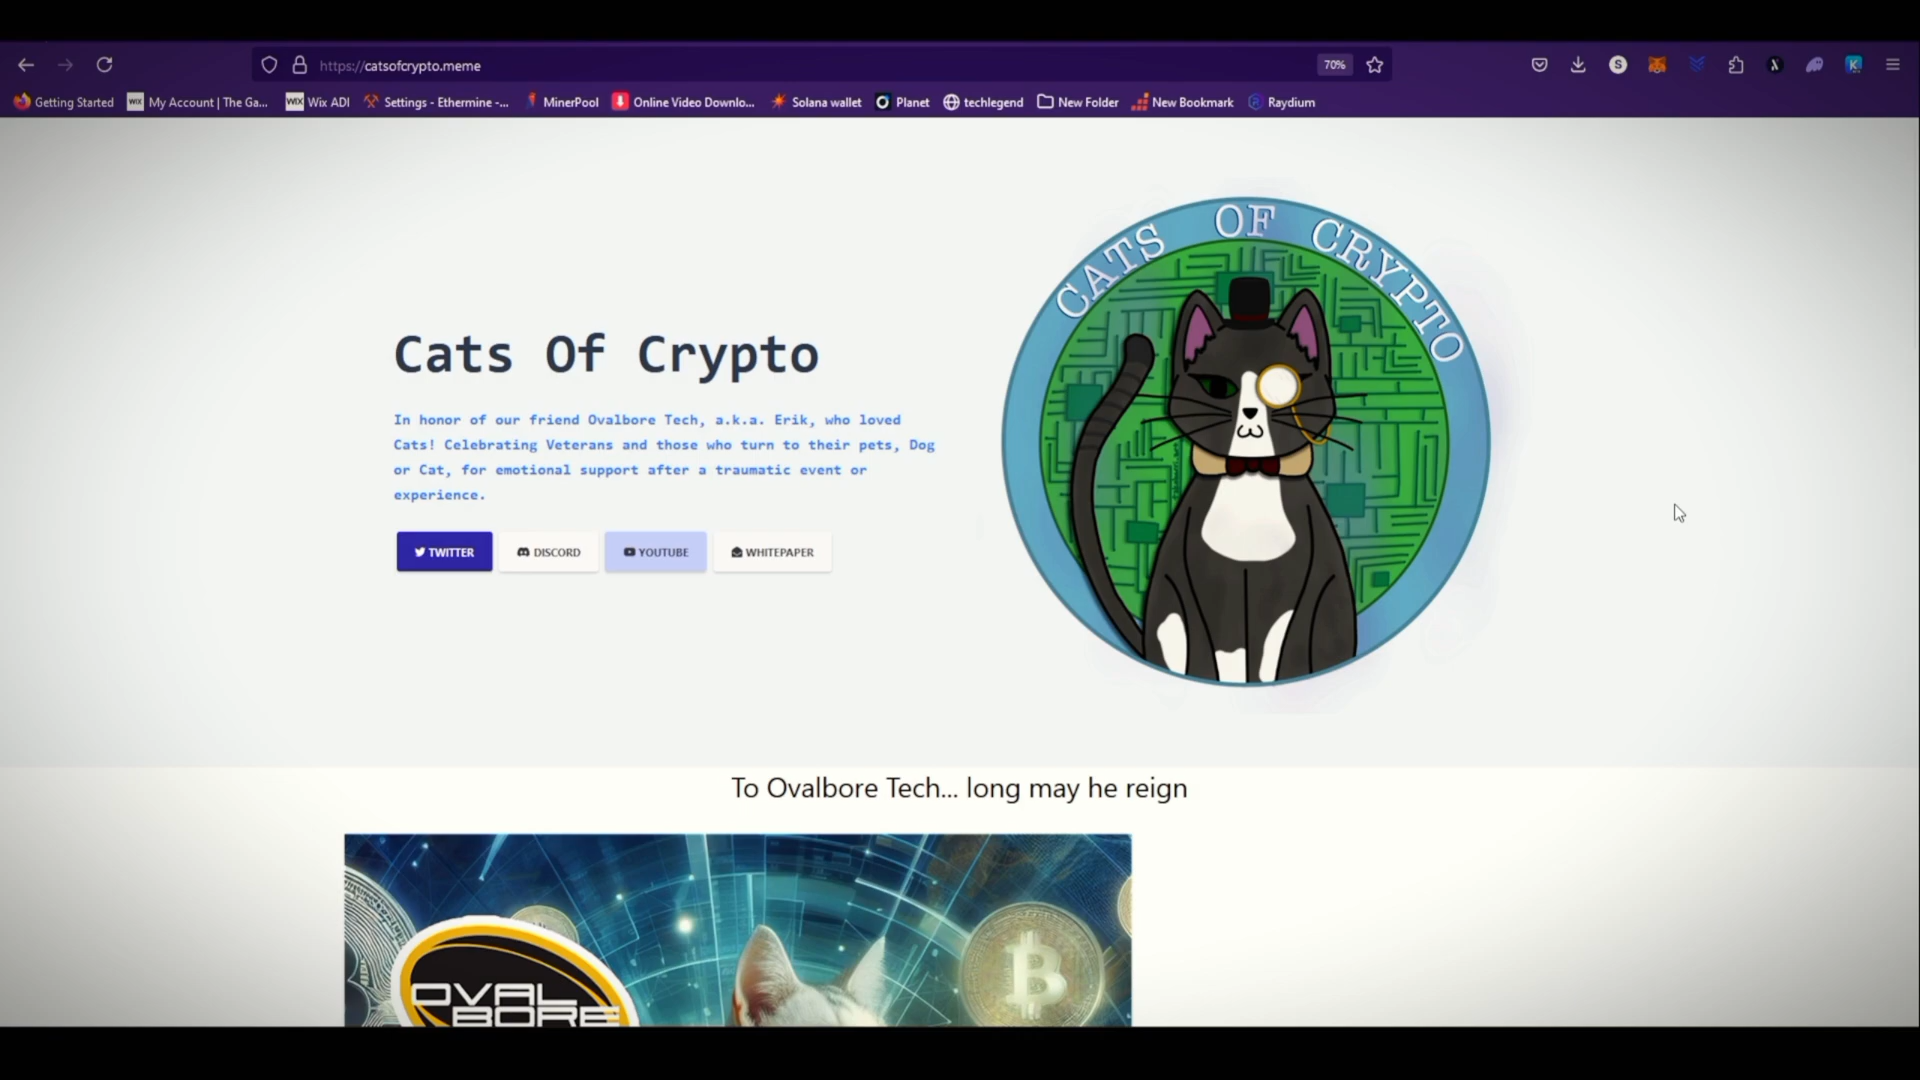 https://catsofcrypto.meme
70%
Getting Started
My Account | The Ga...
Wix ADI
Settings - Ethermine -...
MinerPool
Online Video Downlo...
Solana wallet
Planet
techlegend
New Folder
New Bookmark
Raydium
CATS OF CRYPTO
Cats Of Crypto
In honor of our friend Ovalbore Tech, a.k.a. Erik, who loved
Cats! Celebrating Veterans and those who turn to their pets, Dog
or Cat, for emotional support after a traumatic event or
experience.
TWITTER
DISCORD
YOUTUBE
WHITEPAPER
To Ovalbore Tech... long may he reign
OVAL
BORE